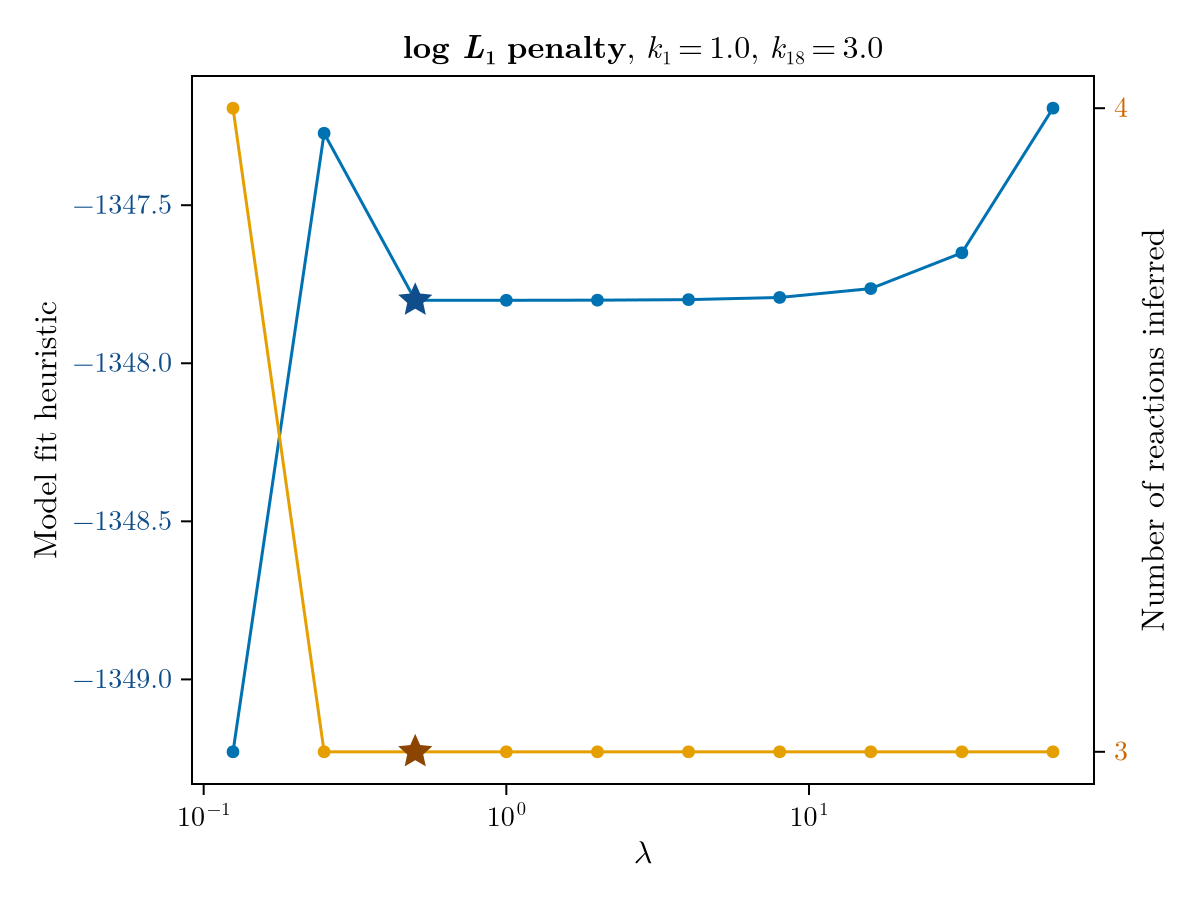 log L₁ penalty, k₁ = 1.0, k₁₈ = 3.0
Model fit heuristic
−1347.5
−1348.0
−1348.5
−1349.0
4
3
Number of reactions inferred
10⁻¹
10⁰
10¹
λ